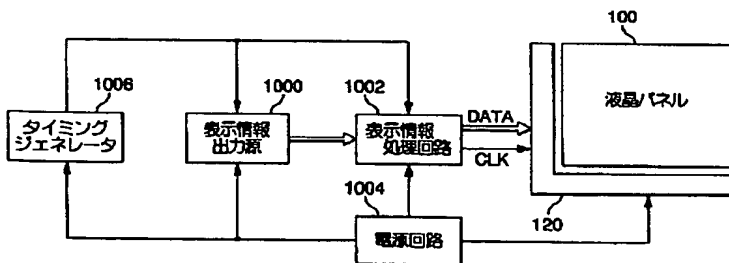 100
1006
1000
1002
タイミング
ジェネレータ
表示情報
出力源
表示情報
処理回路
DATA
CLK
液晶パネル
1004
電源回路
120